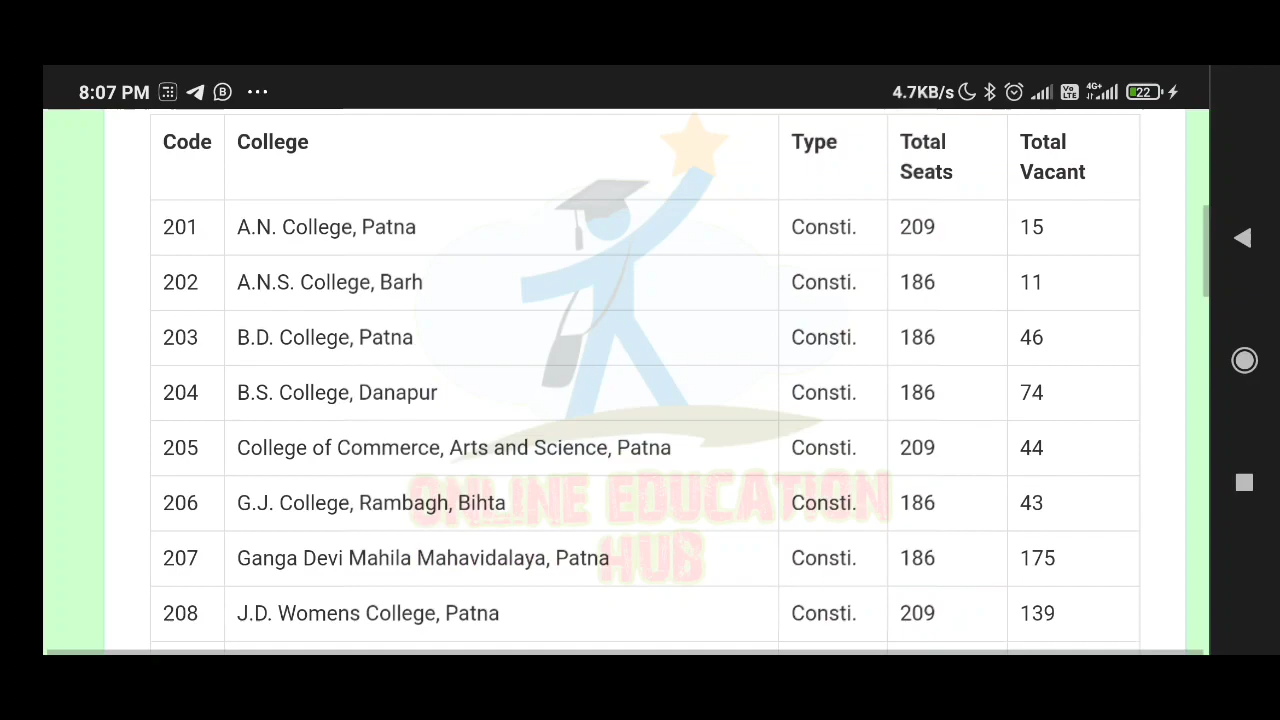 8:07 PM B 4.7KB/s Vo LTE 4G+ 22
Code College Type Total Seats Total Vacant
201 A.N. College, Patna Consti. 209 15
202 A.N.S. College, Barh Consti. 186 11
203 B.D. College, Patna Consti. 186 46
204 B.S. College, Danapur Consti. 186 74
205 College of Commerce, Arts and Science, Patna Consti. 209 44
206 G.J. College, Rambagh, Bihta Consti. 186 43
207 Ganga Devi Mahila Mahavidalaya, Patna Consti. 186 175
208 J.D. Womens College, Patna Consti. 209 139
ONLINE EDUCATION
HUB